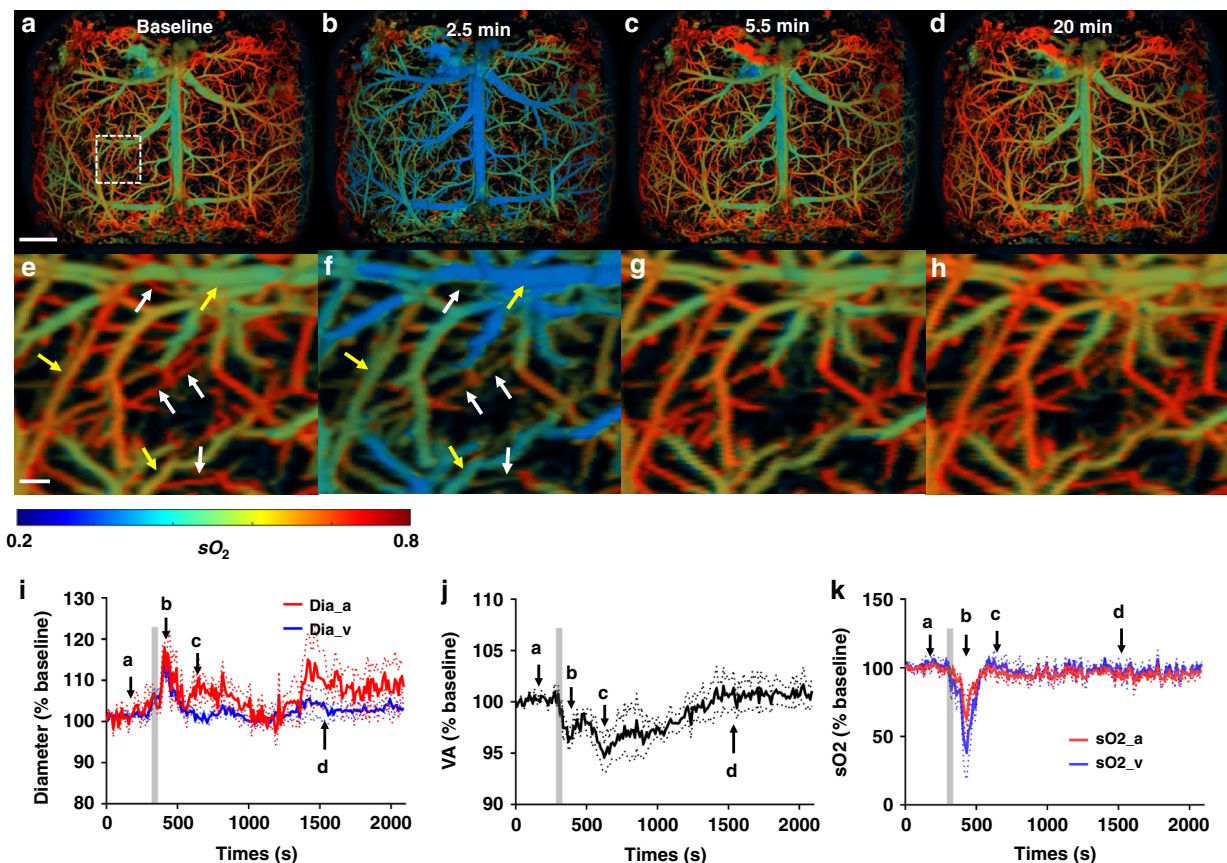 a Baseline b 2.5 min c 5.5 min d 20 min
e f g h
0.2 sO2 0.8
i j k
130 110 150
120 105 100
110 100 50
100 95 0
90 90
80
Diameter (% baseline) VA (% baseline) sO2 (% baseline)
Dia_a
Dia_v
a b c d
a b c d
a b c d
sO2_a
sO2_v
0 500 1000 1500 2000 0 500 1000 1500 2000 0 500 1000 1500 2000
Times (s) Times (s) Times (s)